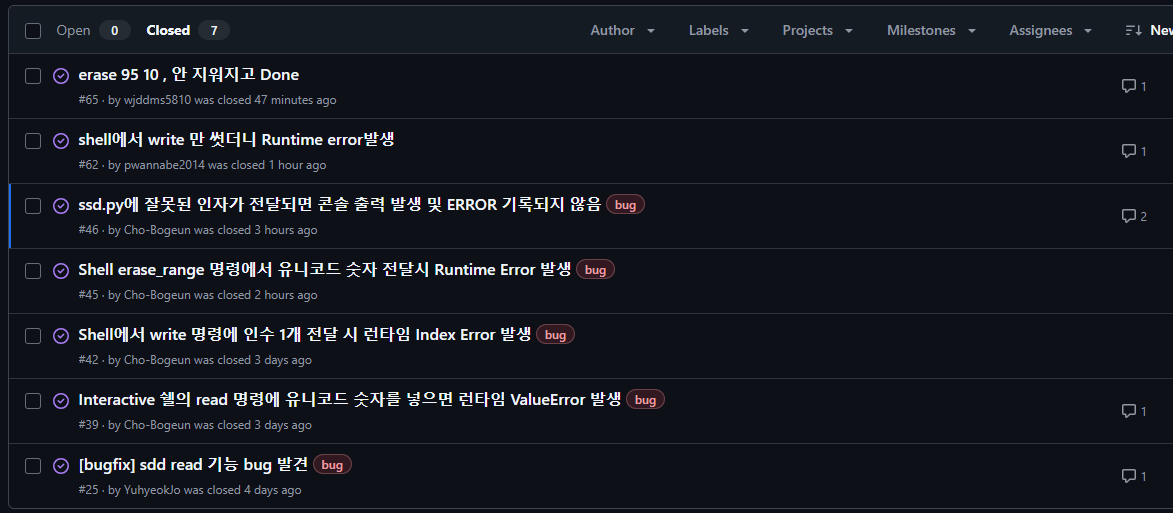 Open 0 Closed 7 Author Labels Projects Milestones Assignees
erase 95 10 , 안 지워지고 Done
1
#65 · by wjddms5810 was closed 47 minutes ago
shell에서 write 만 썻더니 Runtime error발생
1
#62 · by pwannabe2014 was closed 1 hour ago
ssd.py에 잘못된 인자가 전달되면 콘솔 출력 발생 및 ERROR 기록되지 않음 bug
2
#46 · by Cho-Bogeun was closed 3 hours ago
Shell erase_range 명령에서 유니코드 숫자 전달시 Runtime Error 발생 bug
#45 · by Cho-Bogeun was closed 2 hours ago
Shell에서 write 명령에 인수 1개 전달 시 런타임 Index Error 발생 bug
#42 · by Cho-Bogeun was closed 3 days ago
Interactive 쉘의 read 명령에 유니코드 숫자를 넣으면 런타임 ValueError 발생 bug
1
#39 · by Cho-Bogeun was closed 3 days ago
[bugfix] sdd read 기능 bug 발견 bug
1
#25 · by YuhyeokJo was closed 4 days ago